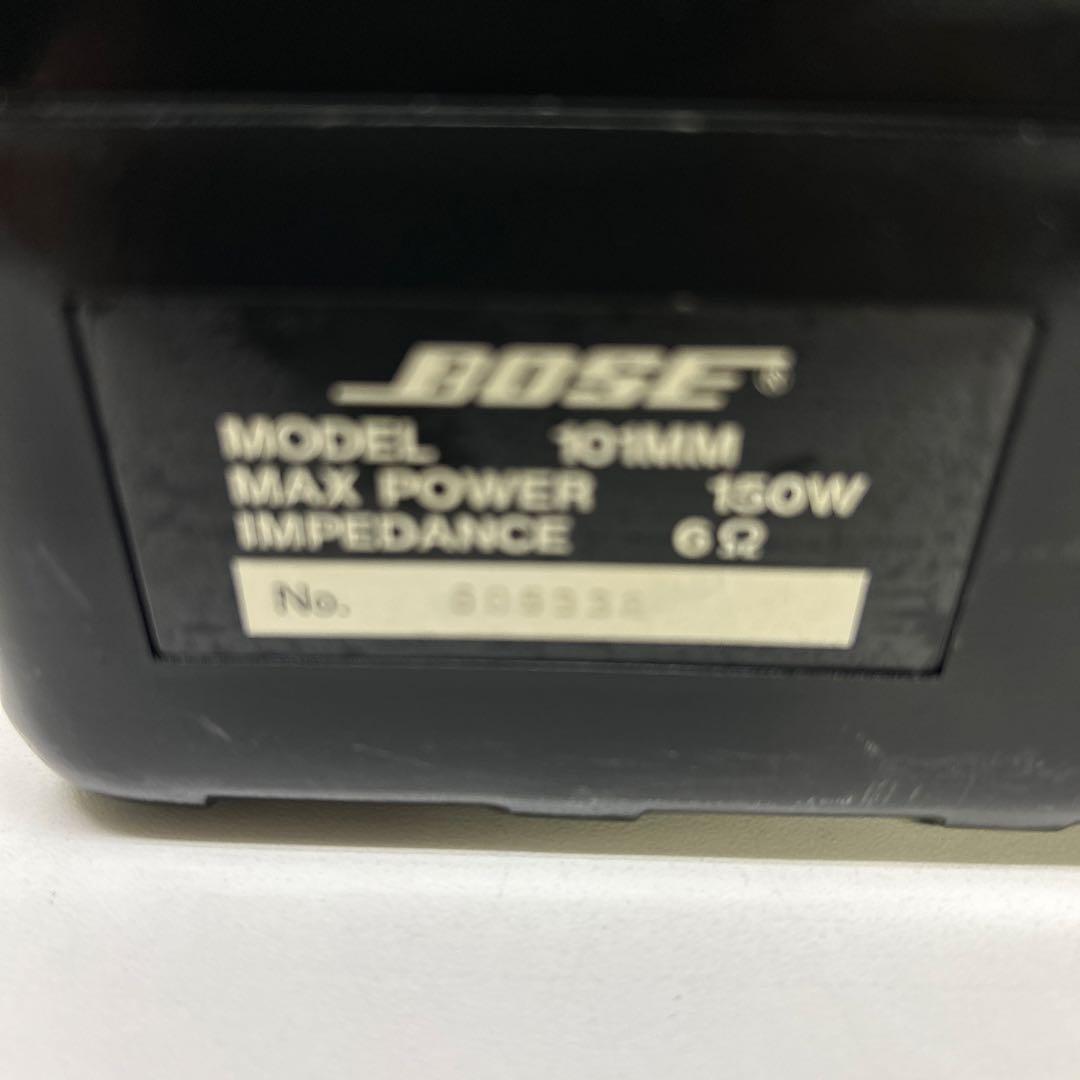 BOSE®
MODEL 101MM
MAX POWER 150W
IMPEDANCE 6Ω
No.